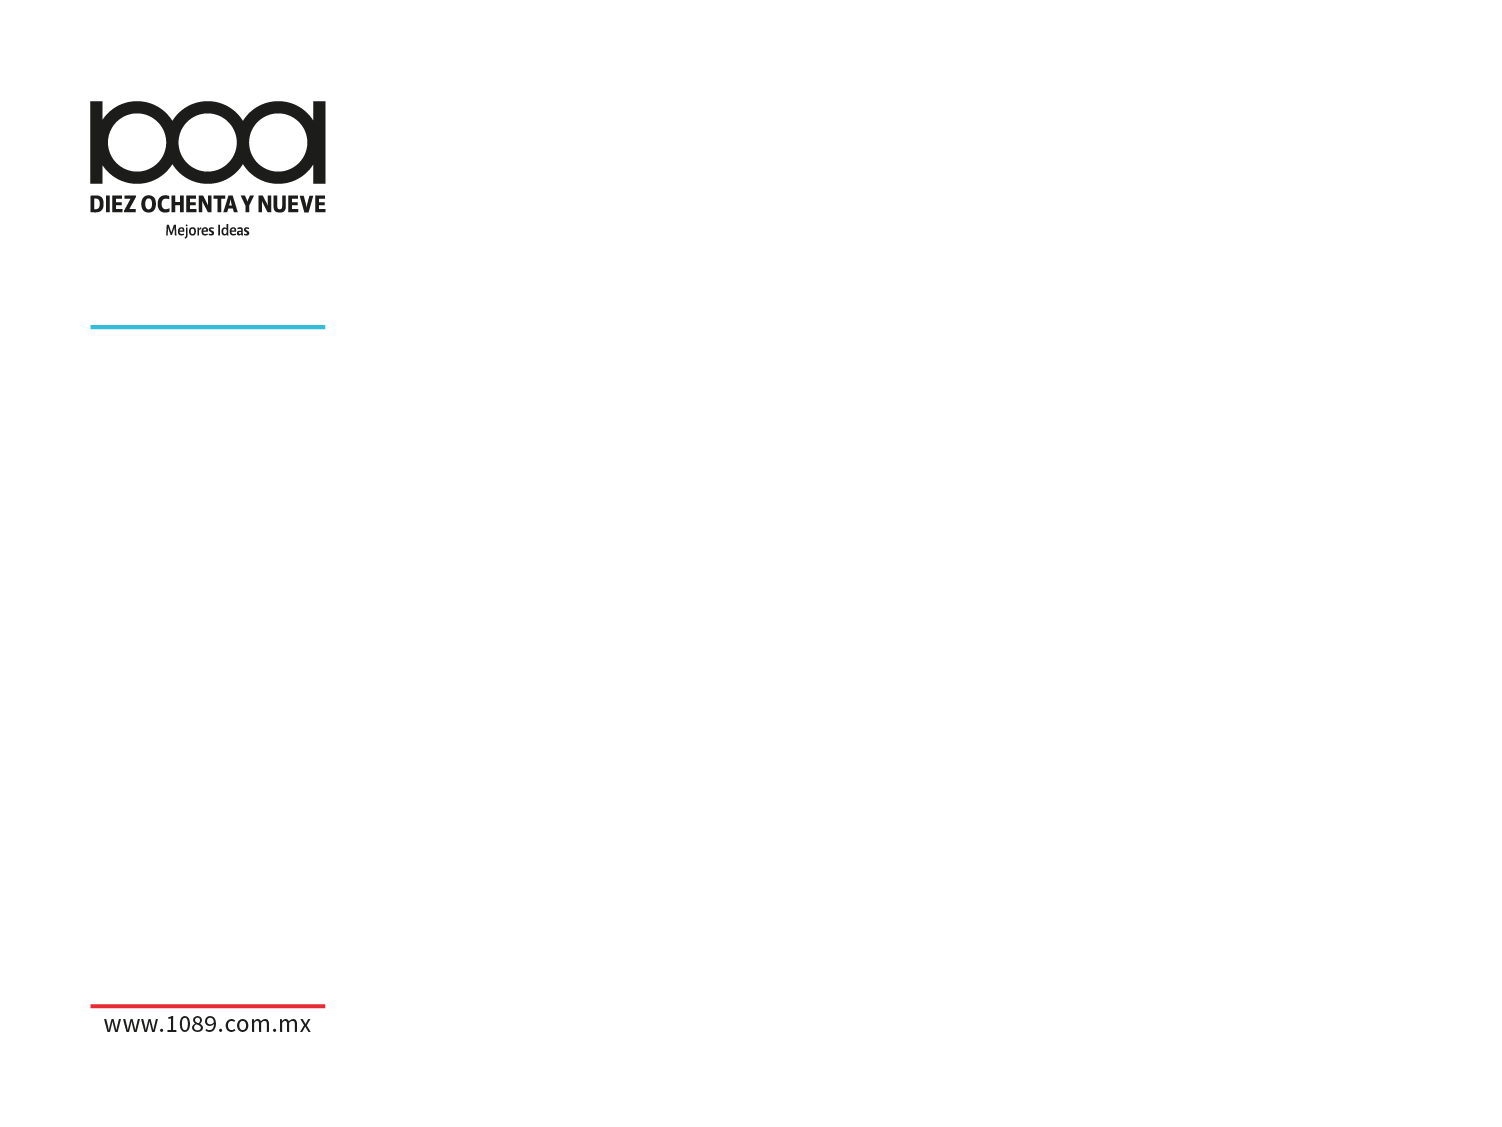 DIEZ OCHENTA Y NUEVE
Mejores Ideas
www.1089.com.mx